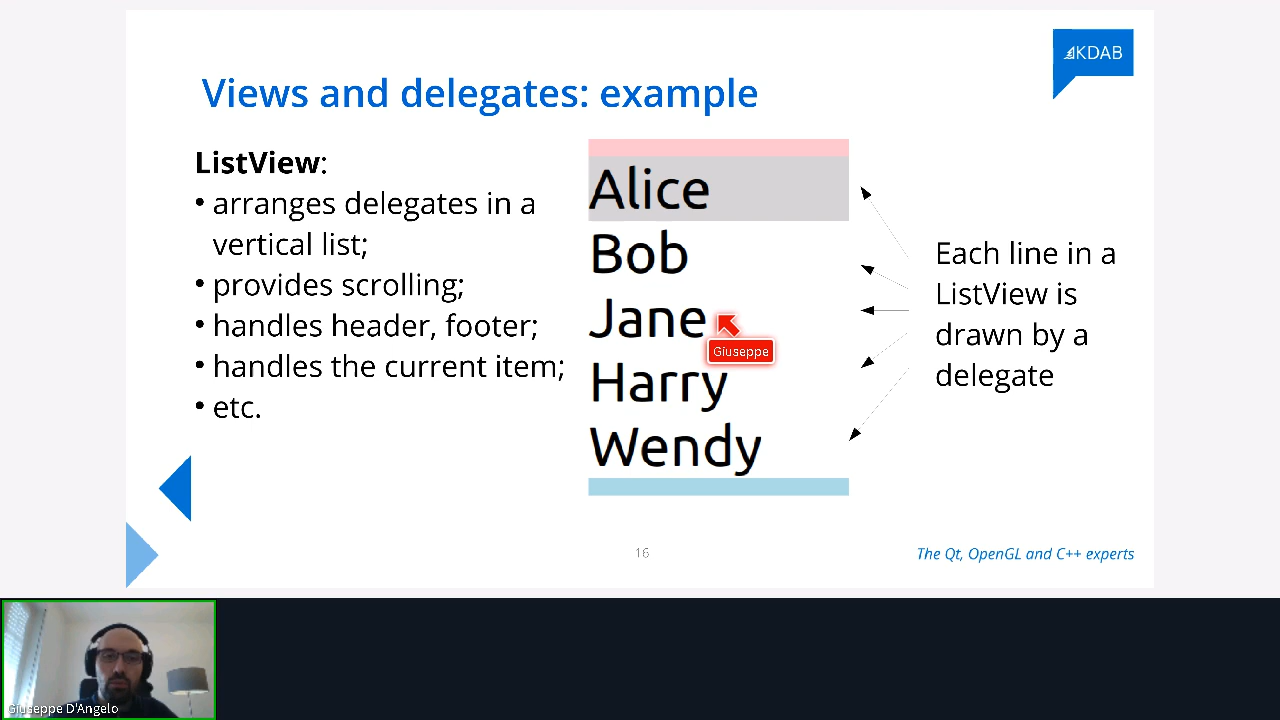 KDAB
Views and delegates: example
ListView:
• arranges delegates in a
vertical list;
• provides scrolling;
• handles header, footer;
• handles the current item;
• etc.
Alice
Bob
Jane
Giuseppe
Harry
Wendy
Each line in a
ListView is
drawn by a
delegate
16
The Qt, OpenGL and C++ experts
Giuseppe D'Angelo